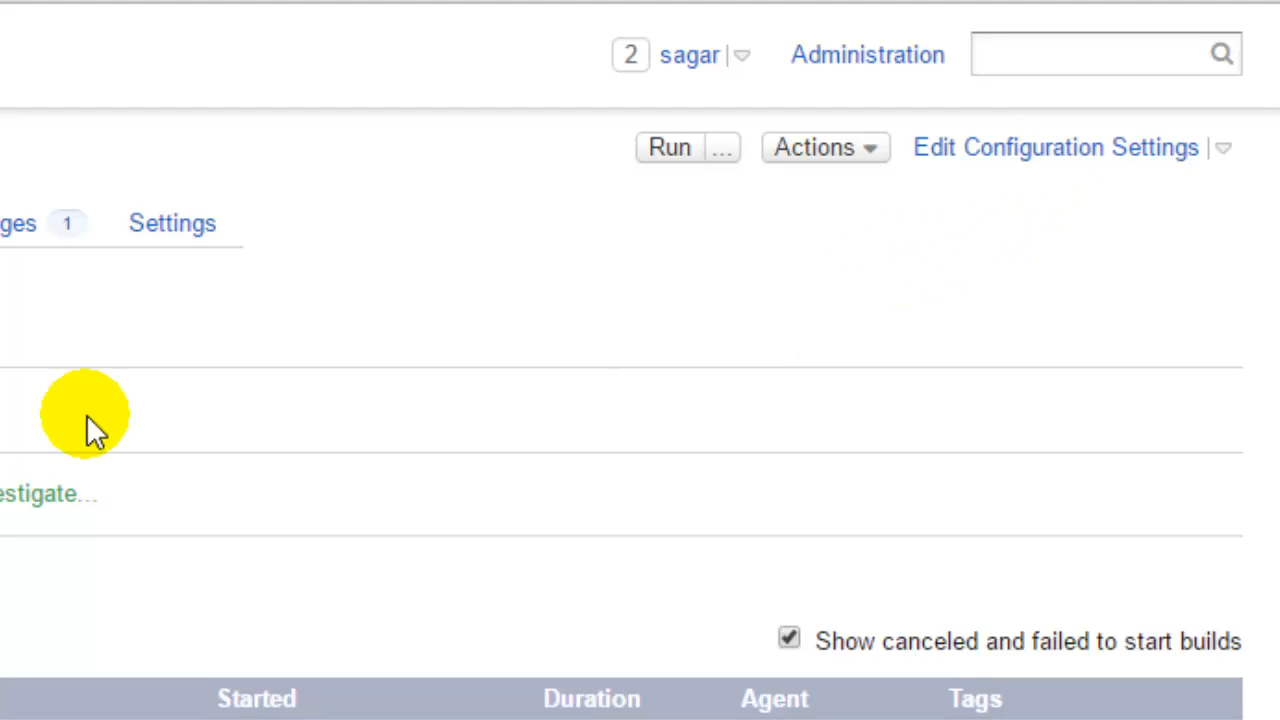 2 sagar Administration
Run ... Actions Edit Configuration Settings
ges 1 Settings
estigate...
Show canceled and failed to start builds
Started Duration Agent Tags